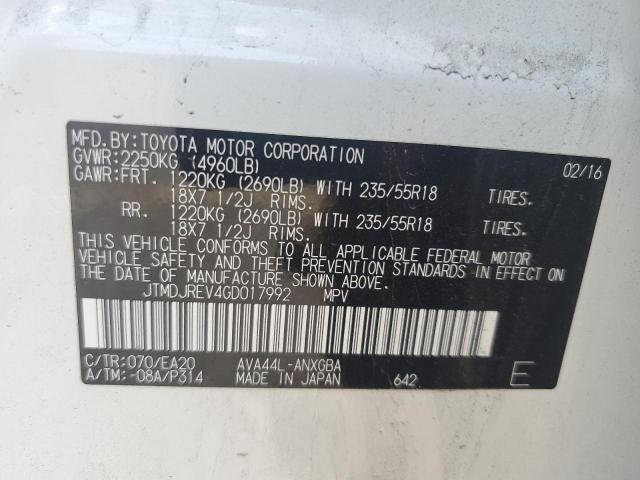 MFD.BY:TOYOTA MOTOR CORPORATION 02/16
GVWR:2250KG (4960LB)
GAWR:FRT. 1220KG (2690LB) WITH 235/55R18 TIRES.
18X7 1/2J RIMS.
RR. 1220KG (2690LB) WITH 235/55R18 TIRES.
18X7 1/2J RIMS.
THIS VEHICLE CONFORMS TO ALL APPLICABLE FEDERAL MOTOR
VEHICLE SAFETY AND THEFT PREVENTION STANDARDS IN EFFECT ON
THE DATE OF MANUFACTURE SHOWN ABOVE.
JTMDJREV4GD017992 MPV
C/TR:070/EA20 AVA44L-ANXGBA
A/TM:-08A/P314 MADE IN JAPAN 642 E